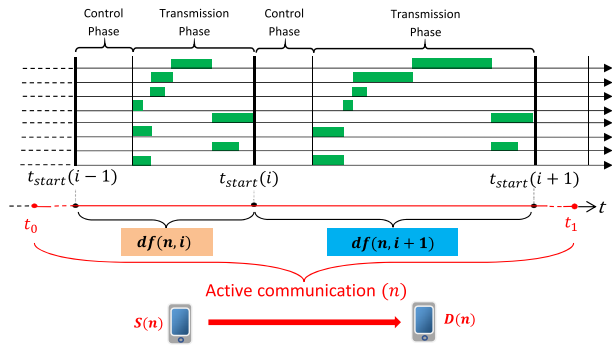 Control Transmission Control Transmission
Phase Phase Phase Phase
t_start(i − 1) t_start(i) t_start(i + 1)
t
t_0 df(n, i) df(n, i + 1) t_1
Active communication (n)
S(n) D(n)